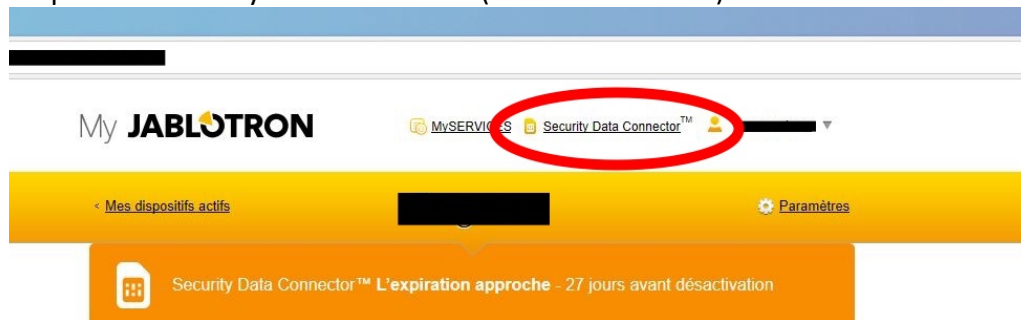 My JABLOTRON MySERVICES Security Data Connector™
< Mes dispositifs actifs Paramètres
Security Data Connector™ L'expiration approche - 27 jours avant désactivation